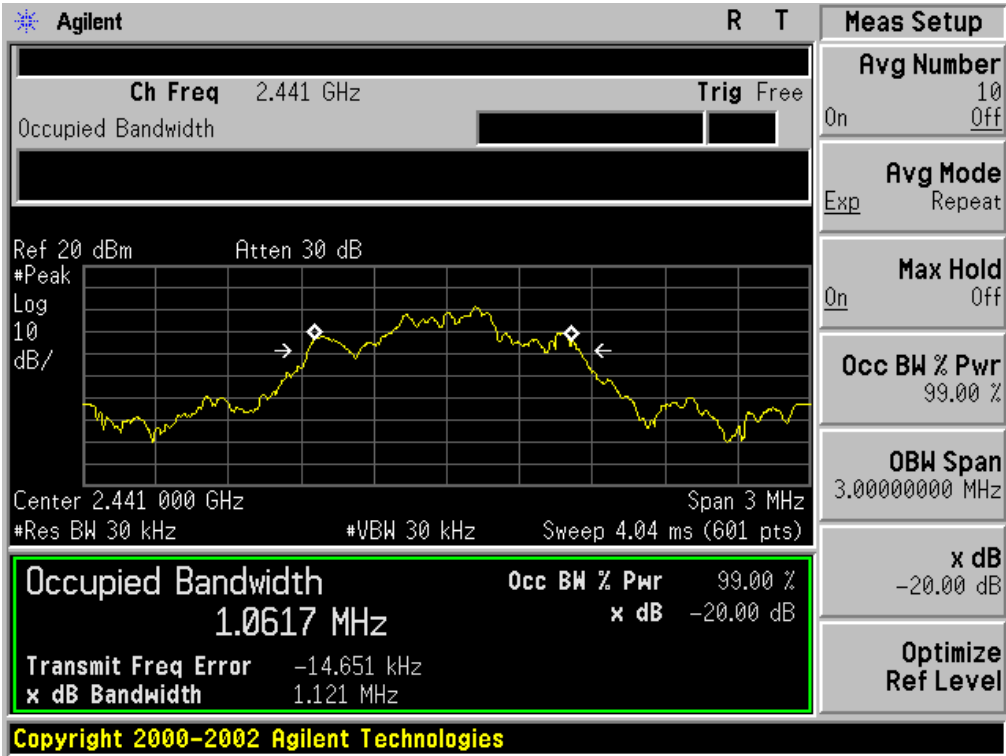 Agilent R T
Ch Freq 2.441 GHz Trig Free
Occupied Bandwidth
Ref 20 dBm Atten 30 dB
#Peak
Log
10
dB/
Center 2.441 000 GHz Span 3 MHz
#Res BW 30 kHz #VBW 30 kHz Sweep 4.04 ms (601 pts)
Occupied Bandwidth Occ BW % Pwr 99.00 %
1.0617 MHz x dB -20.00 dB
Transmit Freq Error -14.651 kHz
x dB Bandwidth 1.121 MHz
Copyright 2000-2002 Agilent Technologies
Meas Setup
Avg Number
10
On Off
Avg Mode
Exp Repeat
Max Hold
On Off
Occ BW % Pwr
99.00 %
OBW Span
3.00000000 MHz
x dB
-20.00 dB
Optimize
Ref Level